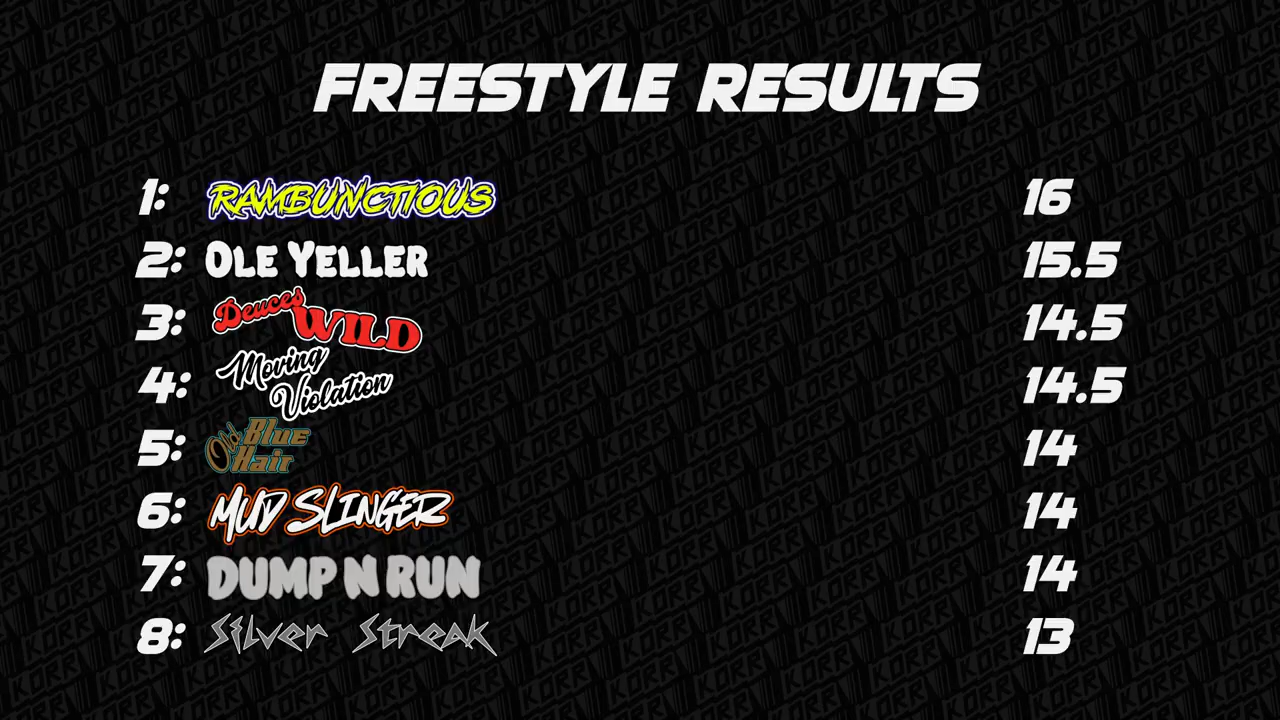 FREESTYLE RESULTS
1: RAMBUNCTIOUS 16
2: OLE YELLER 15.5
3: Deuces WILD 14.5
4: Moving Violation 14.5
5: Old Blue Hair 14
6: MUD SLINGER 14
7: DUMP N RUN 14
8: Silver Streak 13
KORR